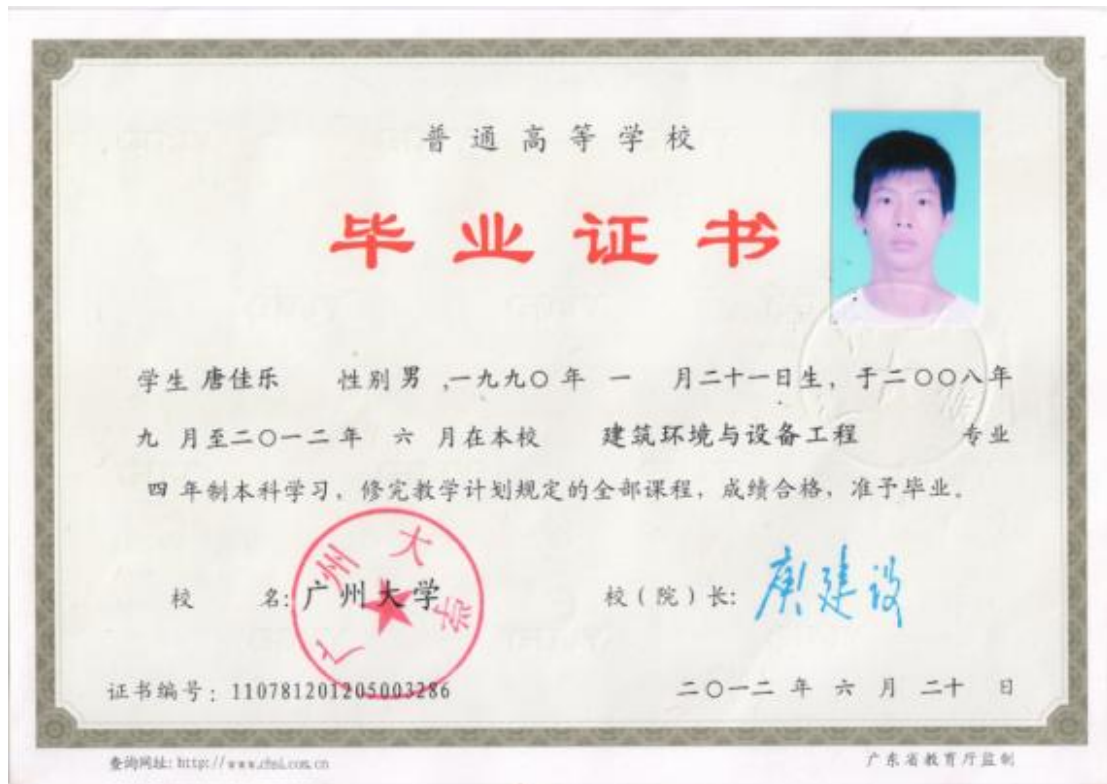 普通高等学校
毕业证书
学生 唐佳乐 性别 男 ,一九九〇年 一 月二十一日生，于二〇〇八年
九 月至二〇一二年 六 月在本校 建筑环境与设备工程 专业
四 年制本科学习，修完教学计划规定的全部课程，成绩合格，准予毕业。
校 名: 广州大学
广州大学
校（院）长: 庾建设
证书编号：110781201205003286
二〇一二 年 六 月 二十 日
查询网址: http://www.chsi.com.cn
广东省教育厅监制